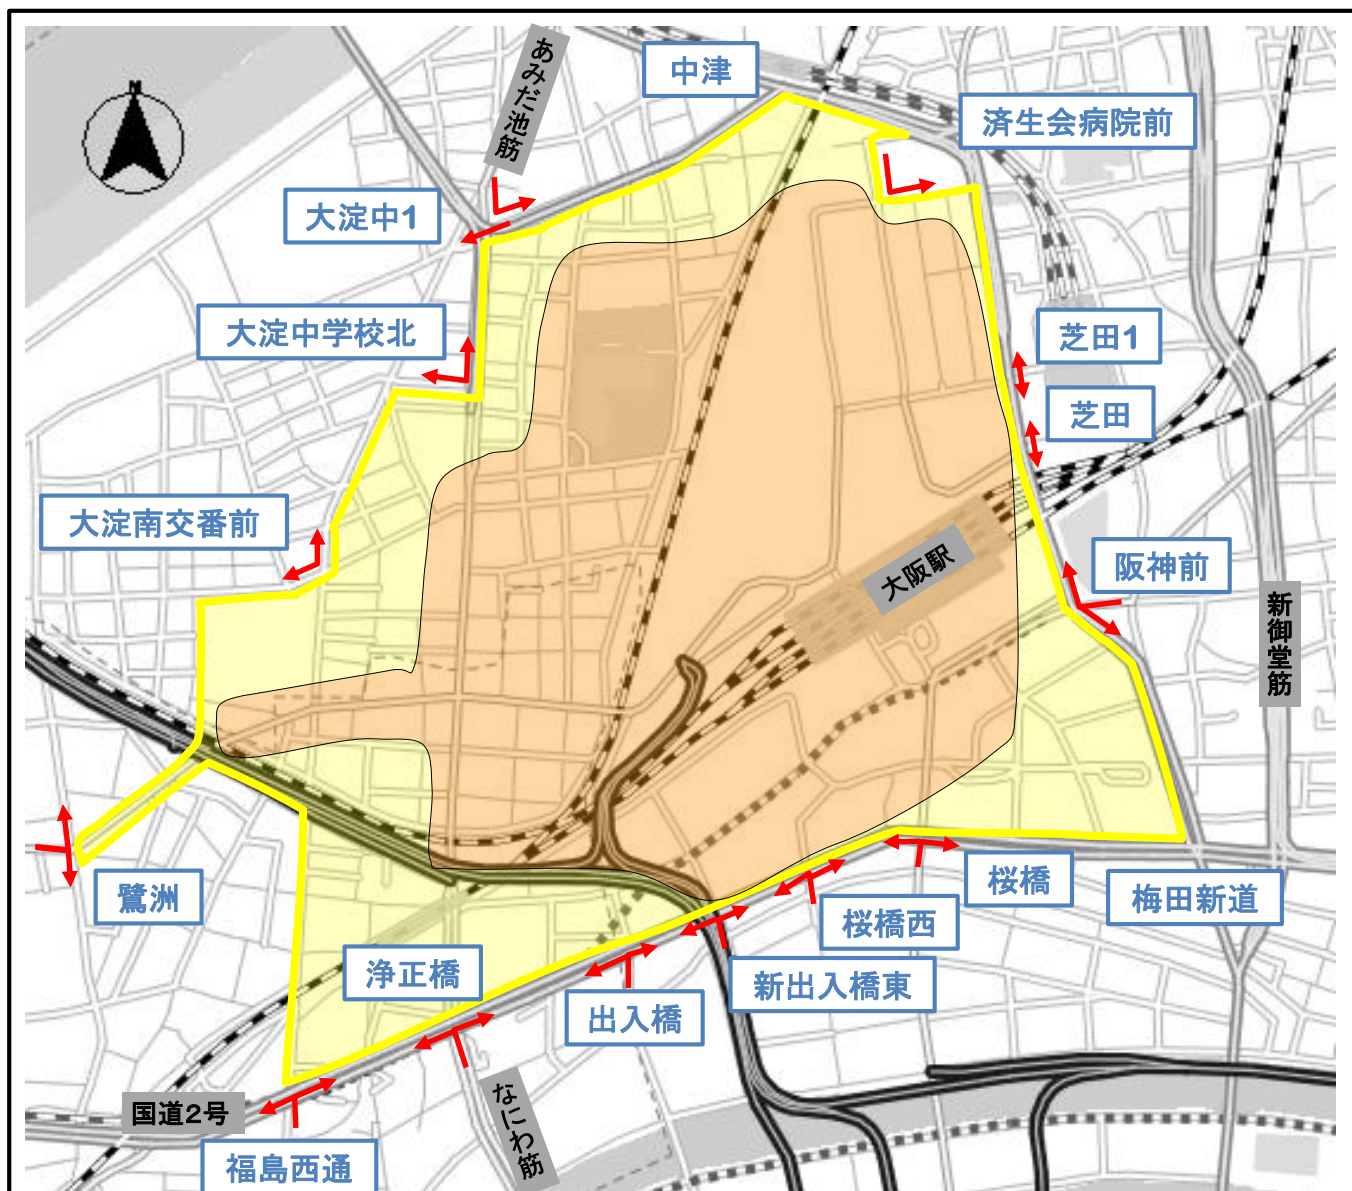 あみだ池筋
中津
済生会病院前
N
大淀中1
大淀中学校北
芝田1
芝田
大淀南交番前
大阪駅
阪神前
新御堂筋
鷺洲
桜橋
梅田新道
桜橋西
浄正橋
新出入橋東
出入橋
国道2号
なにわ筋
福島西通